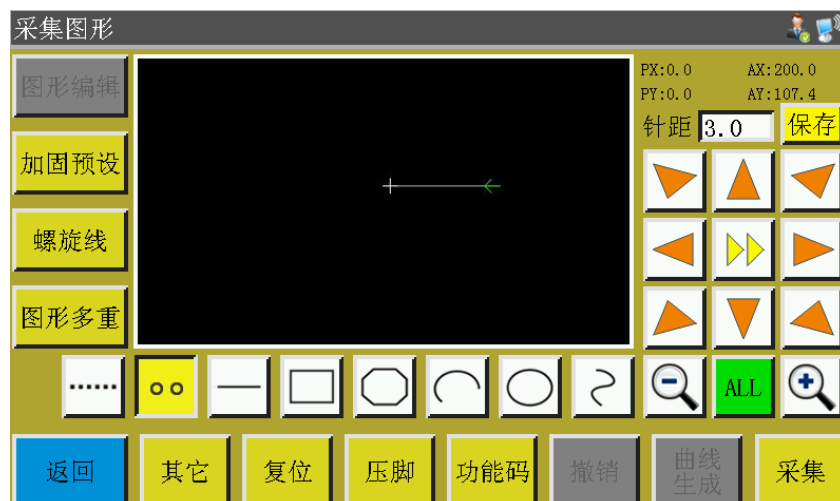 采集图形
图形编辑
加固预设
螺旋线
图形多重
PX:0.0 AX:200.0
PY:0.0 AY:107.4
针距 3.0 保存
ALL
返回 其它 复位 压脚 功能码 撤销 曲线 采集
生成